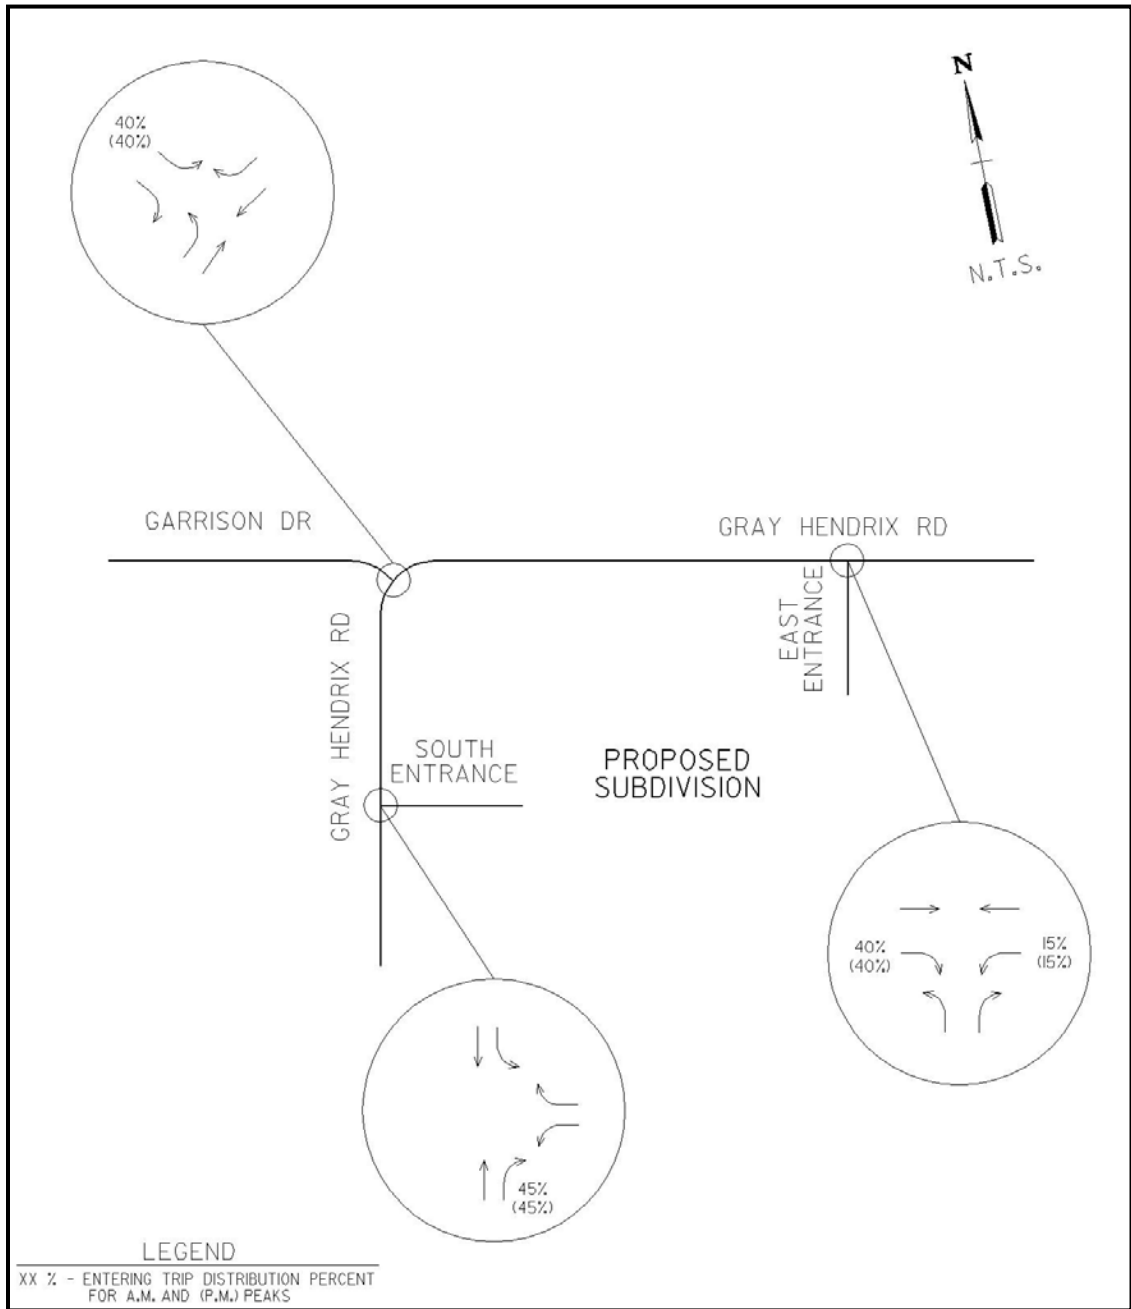 N
N.T.S.
40%
(40%)
GARRISON DR
GRAY HENDRIX RD
EAST
ENTRANCE
GRAY HENDRIX RD
SOUTH
ENTRANCE
PROPOSED
SUBDIVISION
40%
(40%)
15%
(15%)
45%
(45%)
LEGEND
XX % - ENTERING TRIP DISTRIBUTION PERCENT
FOR A.M. AND (P.M.) PEAKS